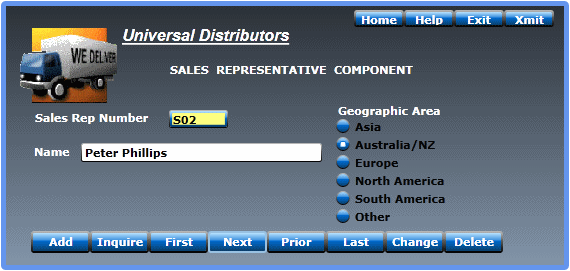 Home Help Exit Xmit
Universal Distributors
WE DELIVER
SALES REPRESENTATIVE COMPONENT
Sales Rep Number S02
Name Peter Phillips
Geographic Area
Asia
Australia/NZ
Europe
North America
South America
Other
Add Inquire First Next Prior Last Change Delete